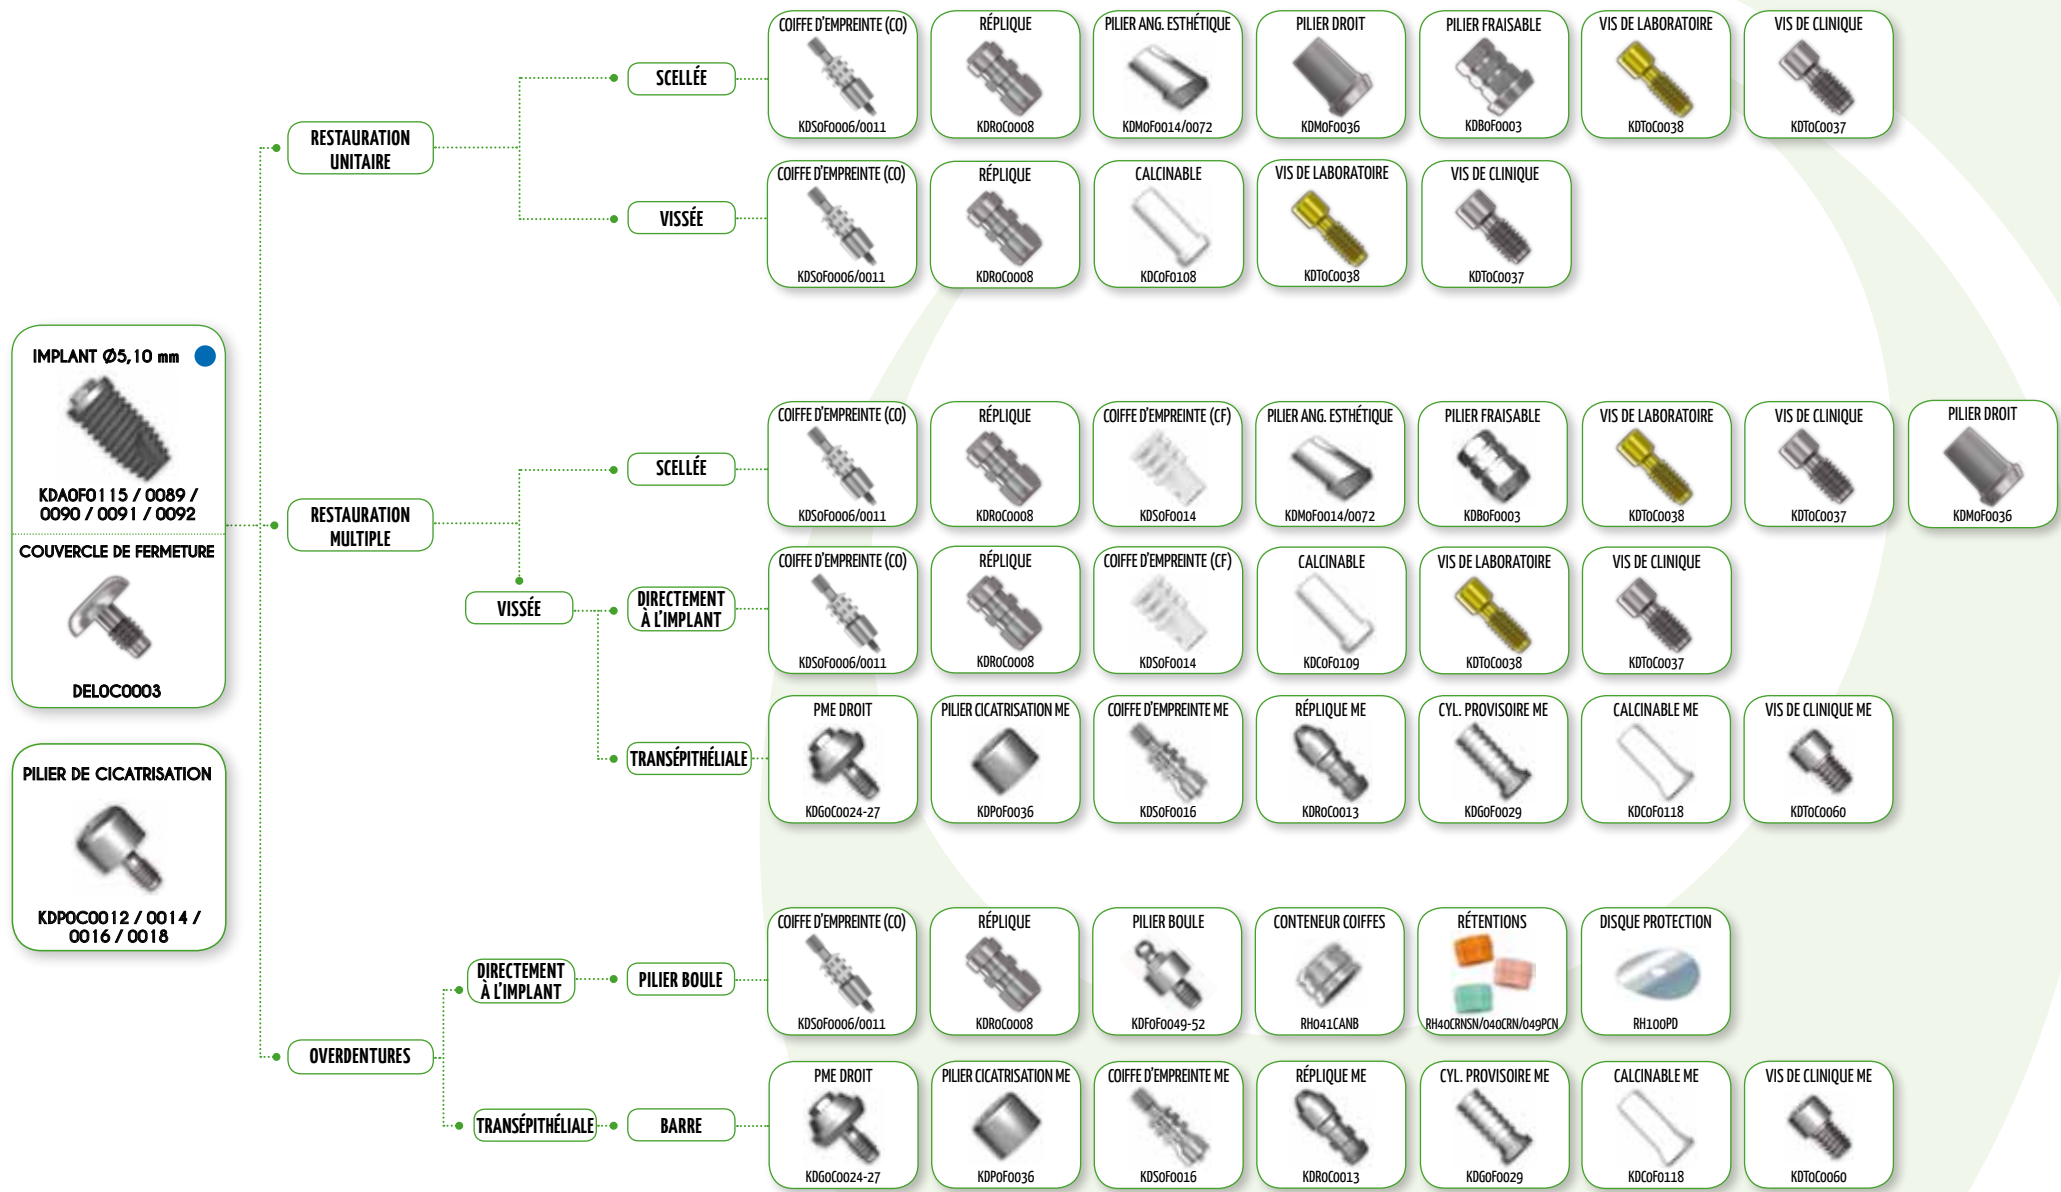 IMPLANT Ø5,10 mm
KDA0F0115 / 0089 /
0090 / 0091 / 0092
COUVERCLE DE FERMETURE
DEL0C0003
PILIER DE CICATRISATION
KDP0C0012 / 0014 /
0016 / 0018
RESTAURATION
UNITAIRE
SCELLÉE
COIFFE D'EMPREINTE (CO)
KDS0F0006/0011
RÉPLIQUE
KDR0C0008
PILIER ANG. ESTHÉTIQUE
KDM0F0014/0072
PILIER DROIT
KDM0F0036
PILIER FRAISABLE
KDB0F0003
VIS DE LABORATOIRE
KDT0C0038
VIS DE CLINIQUE
KDT0C0037
VISSÉE
COIFFE D'EMPREINTE (CO)
KDS0F0006/0011
RÉPLIQUE
KDR0C0008
CALCINABLE
KDC0F0108
VIS DE LABORATOIRE
KDT0C0038
VIS DE CLINIQUE
KDT0C0037
RESTAURATION
MULTIPLE
SCELLÉE
COIFFE D'EMPREINTE (CO)
KDS0F0006/0011
RÉPLIQUE
KDR0C0008
COIFFE D'EMPREINTE (CF)
KDS0F0014
PILIER ANG. ESTHÉTIQUE
KDM0F0014/0072
PILIER FRAISABLE
KDB0F0003
VIS DE LABORATOIRE
KDT0C0038
VIS DE CLINIQUE
KDT0C0037
PILIER DROIT
KDM0F0036
VISSÉE
DIRECTEMENT
À L'IMPLANT
COIFFE D'EMPREINTE (CO)
KDS0F0006/0011
RÉPLIQUE
KDR0C0008
COIFFE D'EMPREINTE (CF)
KDS0F0014
CALCINABLE
KDC0F0109
VIS DE LABORATOIRE
KDT0C0038
VIS DE CLINIQUE
KDT0C0037
TRANSÉPITHÉLIALE
PME DROIT
KDG0C0024-27
PILIER CICATRISATION ME
KDP0F0036
COIFFE D'EMPREINTE ME
KDS0F0016
RÉPLIQUE ME
KDR0C0013
CYL. PROVISOIRE ME
KDG0F0029
CALCINABLE ME
KDC0F0118
VIS DE CLINIQUE ME
KDT0C0060
OVERDENTURES
DIRECTEMENT
À L'IMPLANT
PILIER BOULE
COIFFE D'EMPREINTE (CO)
KDS0F0006/0011
RÉPLIQUE
KDR0C0008
PILIER BOULE
KDF0F0049-52
CONTENEUR COIFFES
RH041CANB
RÉTENTIONS
RH40CRNSN/040CRN/049PCN
DISQUE PROTECTION
RH100PD
TRANSÉPITHÉLIALE
BARRE
PME DROIT
KDG0C0024-27
PILIER CICATRISATION ME
KDP0F0036
COIFFE D'EMPREINTE ME
KDS0F0016
RÉPLIQUE ME
KDR0C0013
CYL. PROVISOIRE ME
KDG0F0029
CALCINABLE ME
KDC0F0118
VIS DE CLINIQUE ME
KDT0C0060